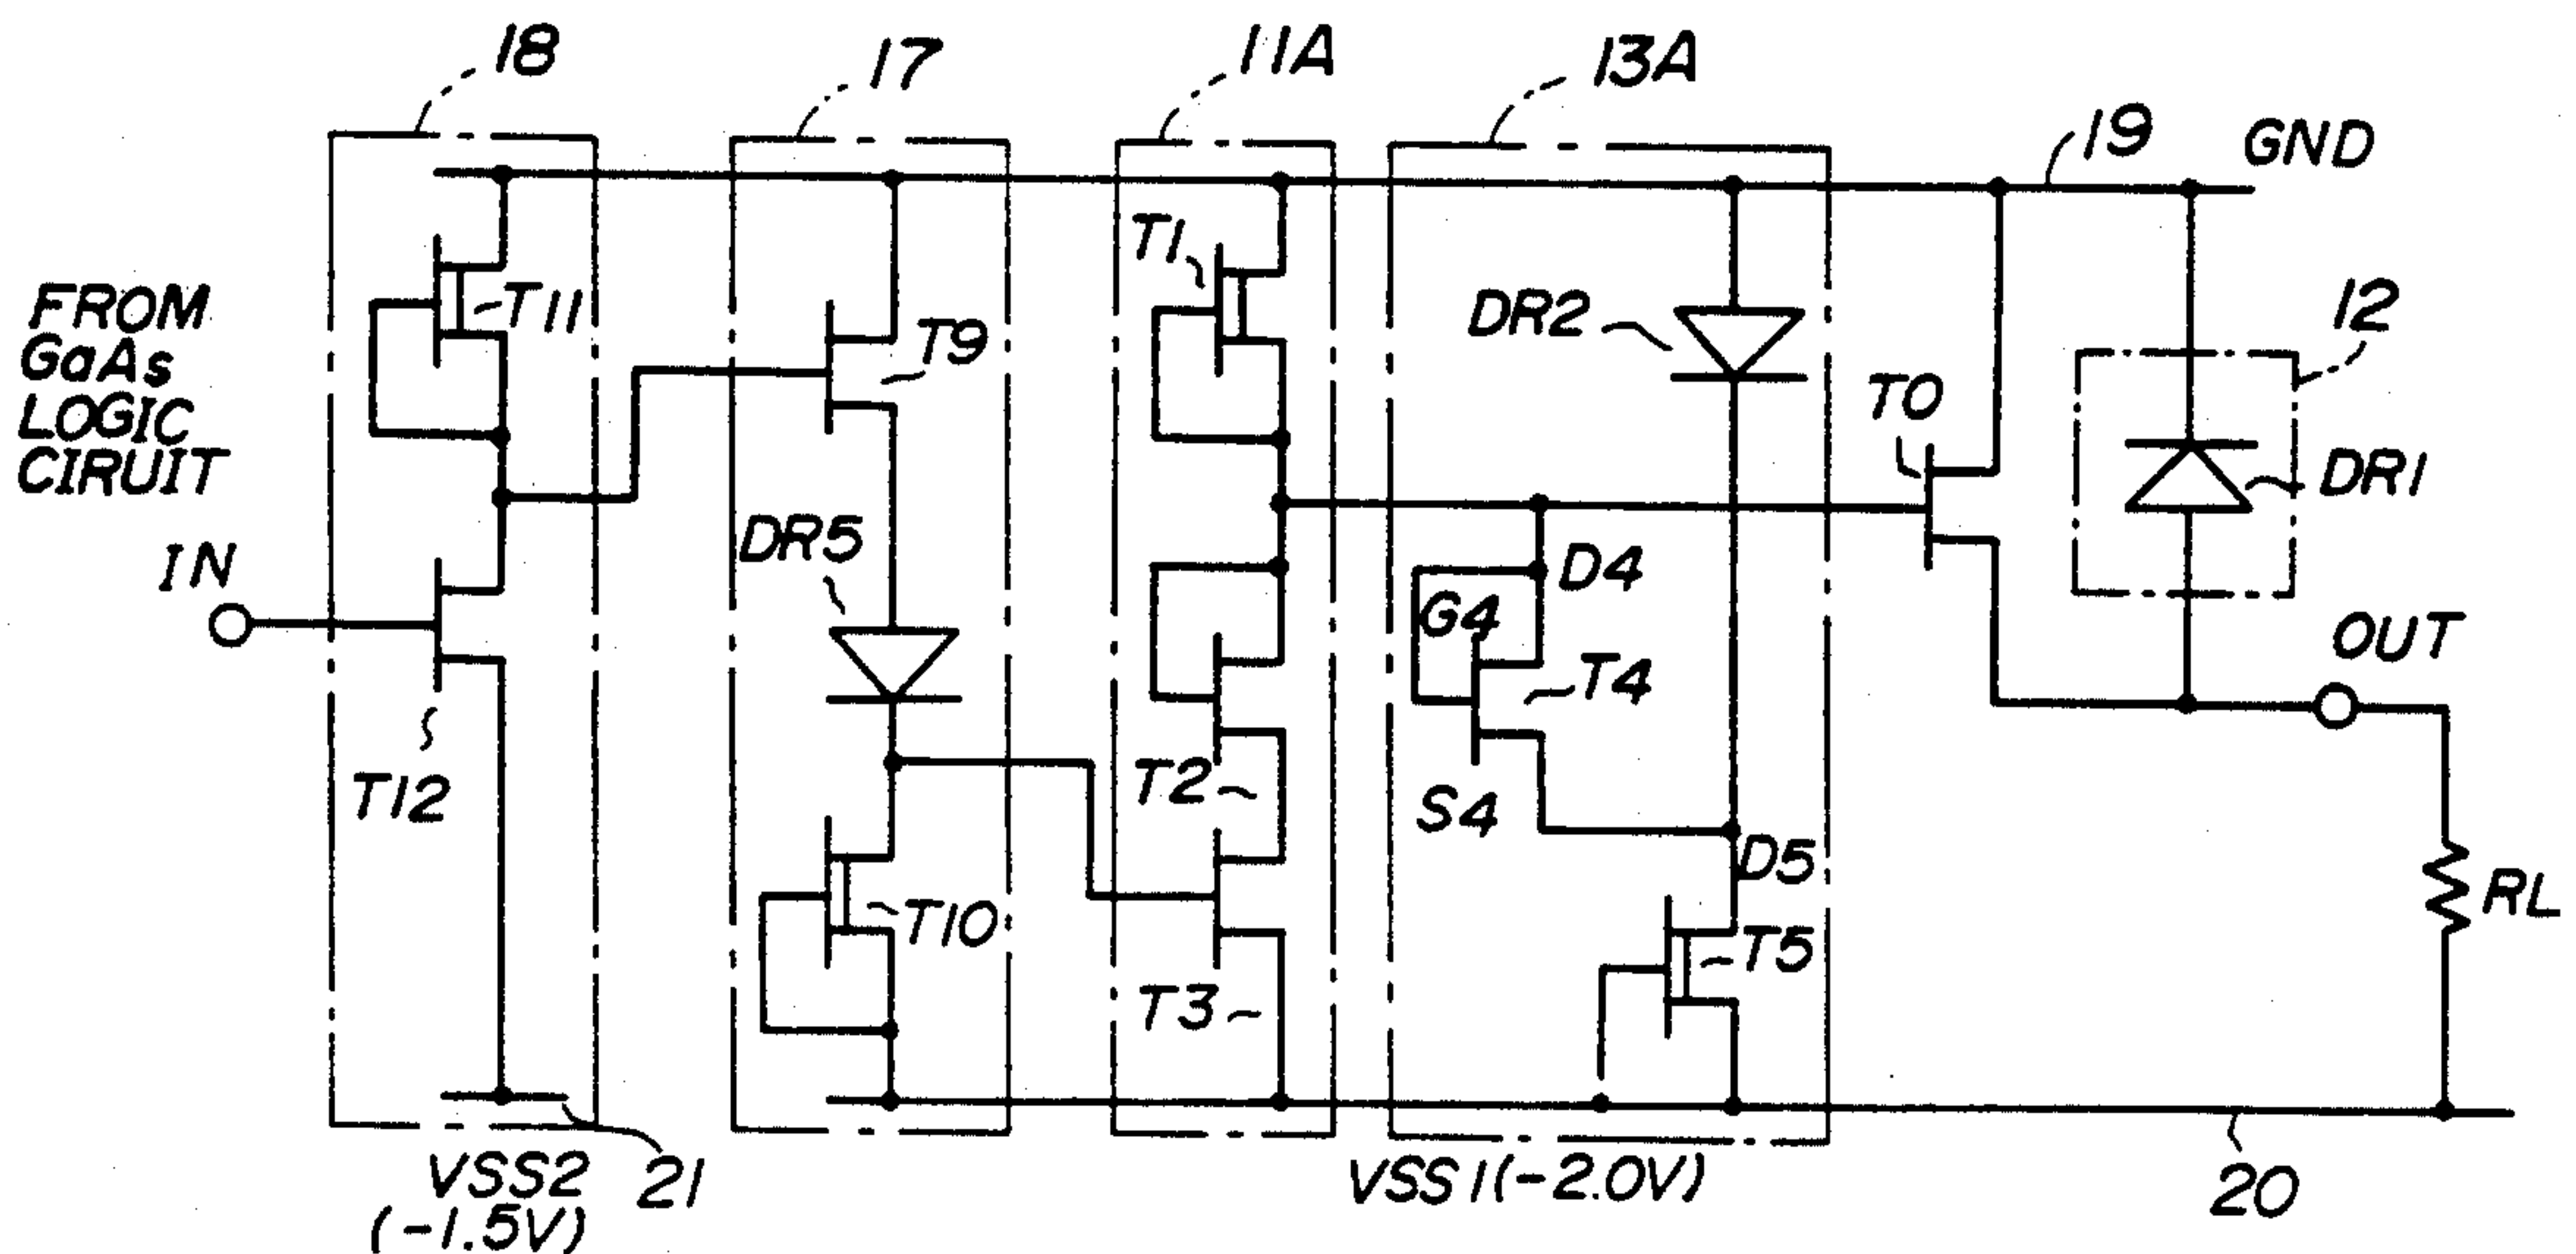 18
17
11A
13A
19
GND
T1
T11
FROM
GaAs
LOGIC
CIRUIT
T9
DR2
12
T0
DR1
IN
DR5
D4
G4
T4
OUT
T12
T2
S4
D5
T10
T5
RL
T3
VSS2
(-1.5V)
21
VSS1(-2.0V)
20